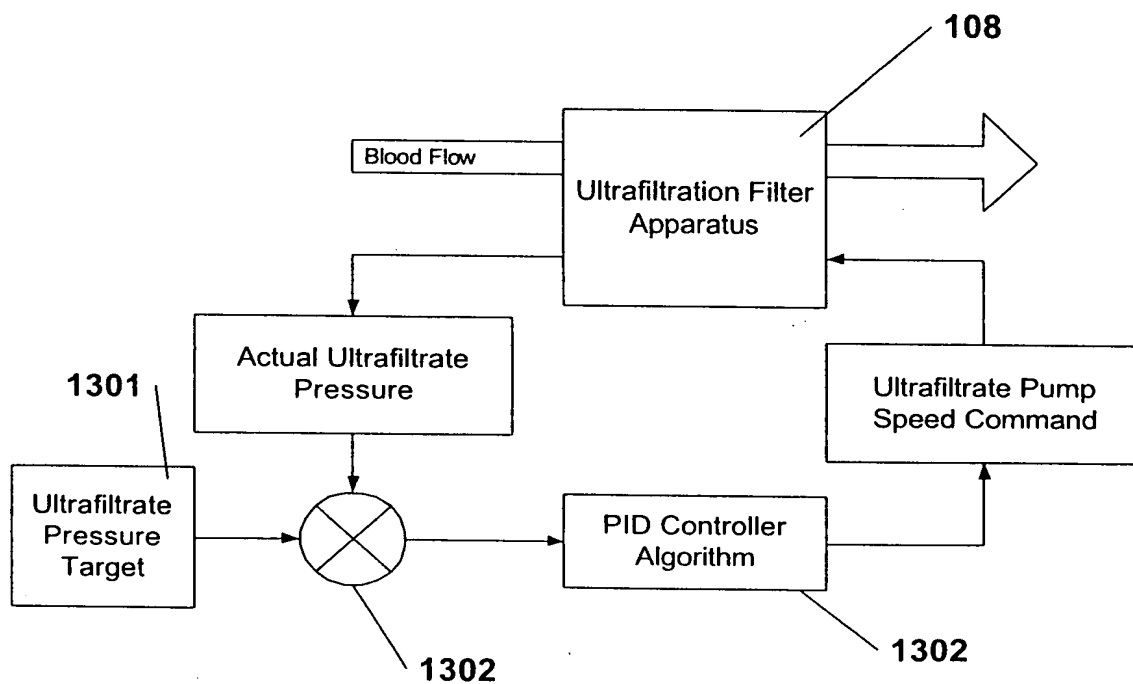 108
Blood Flow
Ultrafiltration Filter
Apparatus
Actual Ultrafiltrate
Pressure
1301
Ultrafiltrate Pump
Speed Command
Ultrafiltrate
Pressure
Target
PID Controller
Algorithm
1302
1302